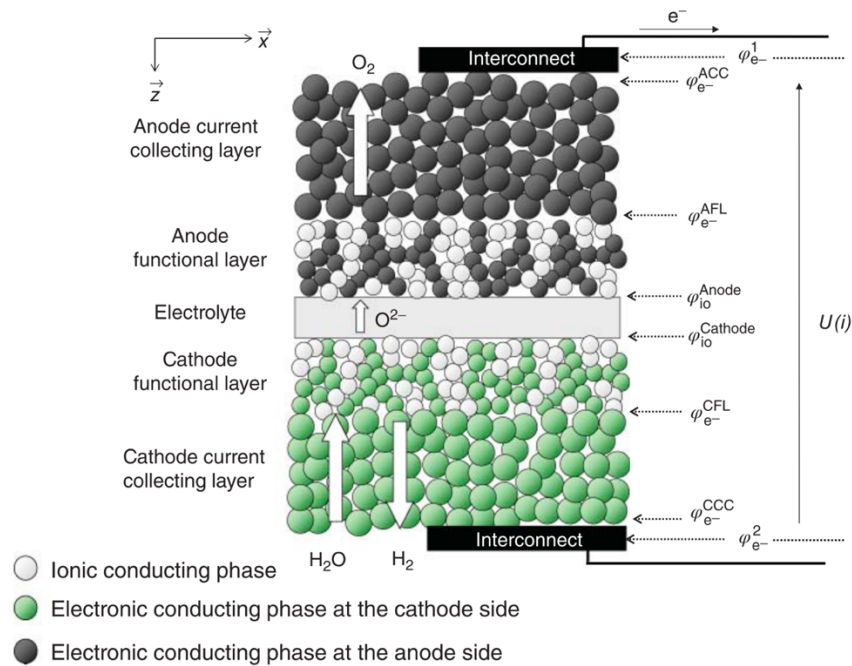 e⁻
x⃗
z⃗
Interconnect
φ¹ₑ₋
O₂
φᴬᶜᶜₑ₋
Anode current
collecting layer
φᴬᶠᴸₑ₋
Anode
functional layer
φᴬⁿᵒᵈᵉᵢₒ
Electrolyte
O²⁻
U(i)
φᶜᵃᵗʰᵒᵈᵉᵢₒ
Cathode
functional layer
φᶜᶠᴸₑ₋
Cathode current
collecting layer
φᶜᶜᶜₑ₋
Interconnect
φ²ₑ₋
H₂O
H₂
Ionic conducting phase
Electronic conducting phase at the cathode side
Electronic conducting phase at the anode side